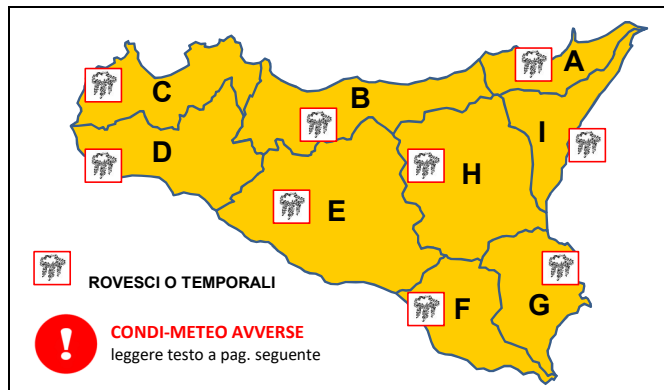 A
C
B
I
D
H
E
F
G
ROVESCI O TEMPORALI
!
CONDI-METEO AVVERSE
leggere testo a pag. seguente